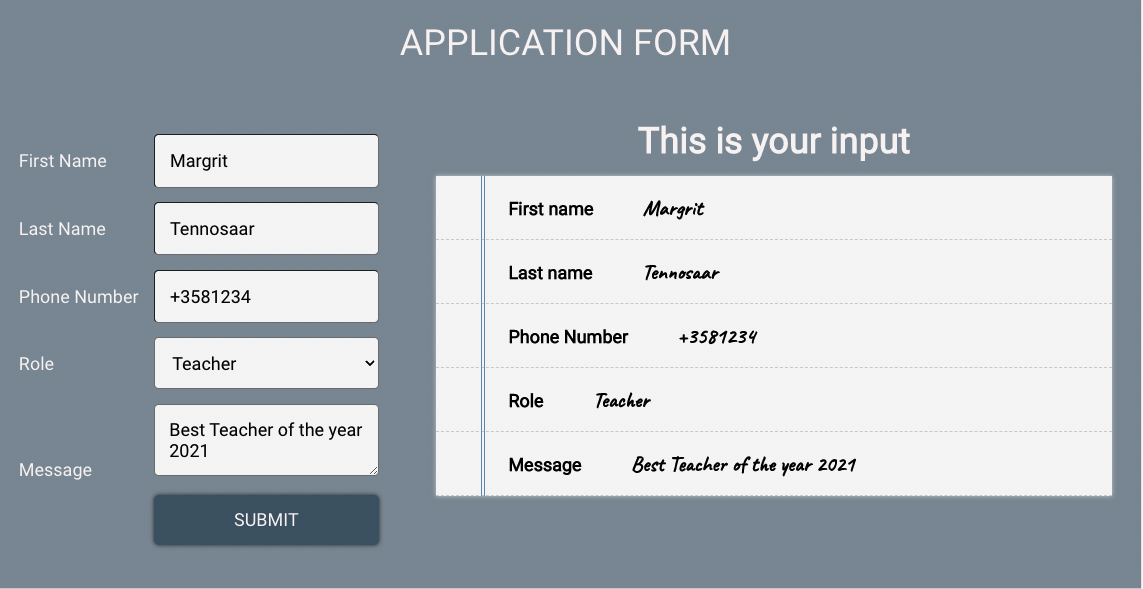 APPLICATION FORM
First Name Margrit
Last Name Tennosaar
Phone Number +3581234
Role Teacher
Message Best Teacher of the year
2021
SUBMIT
This is your input
First name Margrit
Last name Tennosaar
Phone Number +3581234
Role Teacher
Message Best Teacher of the year 2021